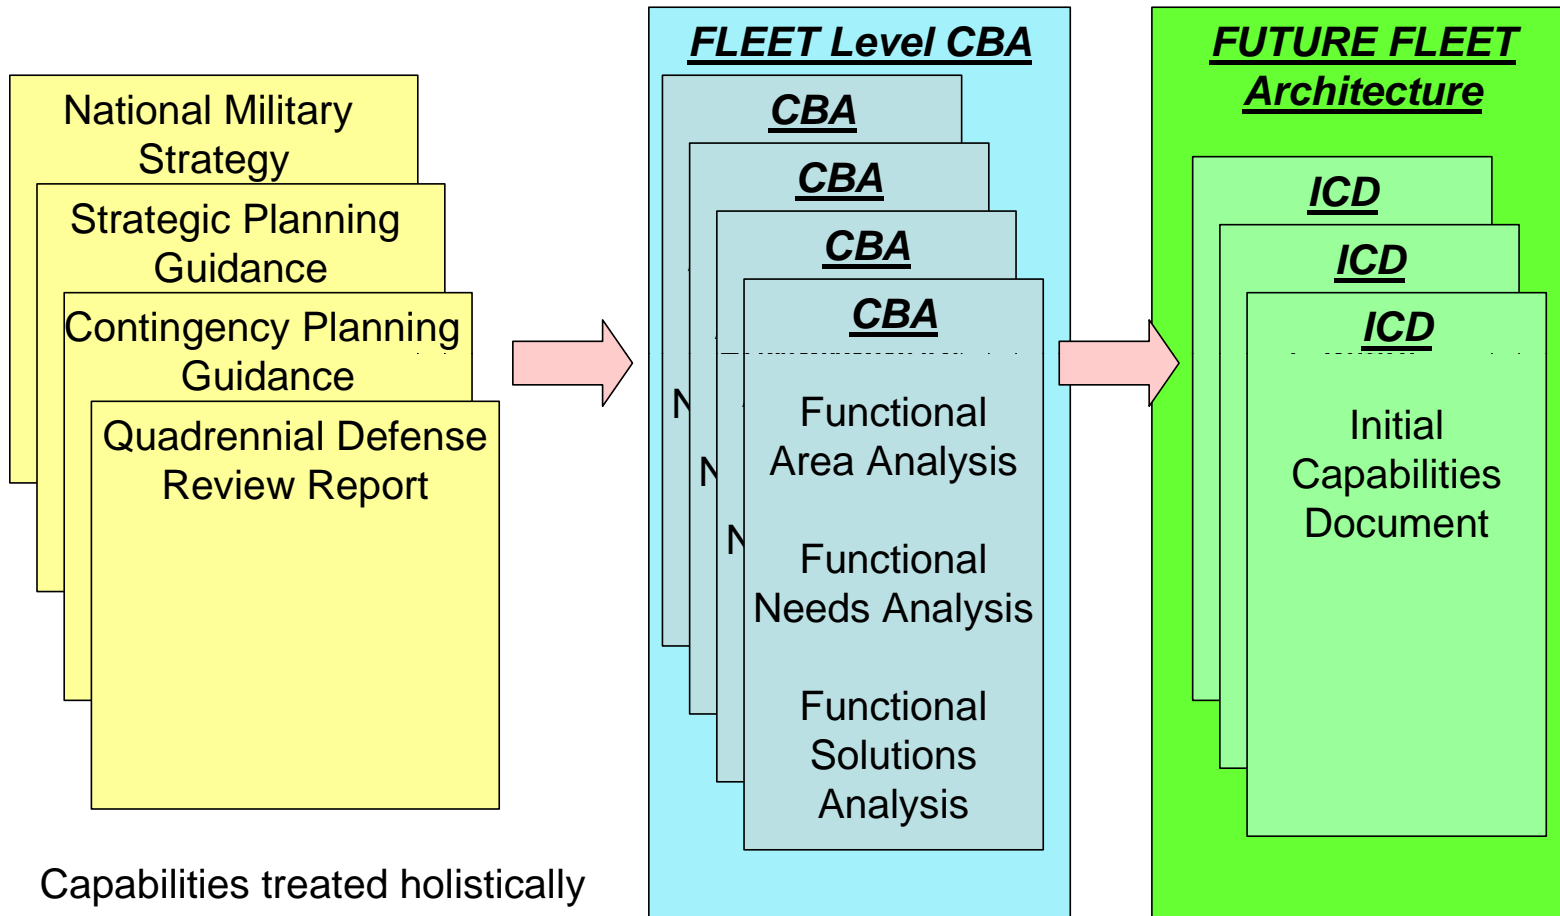 National Military
Strategy
Strategic Planning
Guidance
Contingency Planning
Guidance
Quadrennial Defense
Review Report
Capabilities treated holistically
FLEET Level CBA
CBA
CBA
CBA
CBA
N
N
N
Functional
Area Analysis
Functional
Needs Analysis
Functional
Solutions
Analysis
FUTURE FLEET
Architecture
ICD
ICD
ICD
Initial
Capabilities
Document